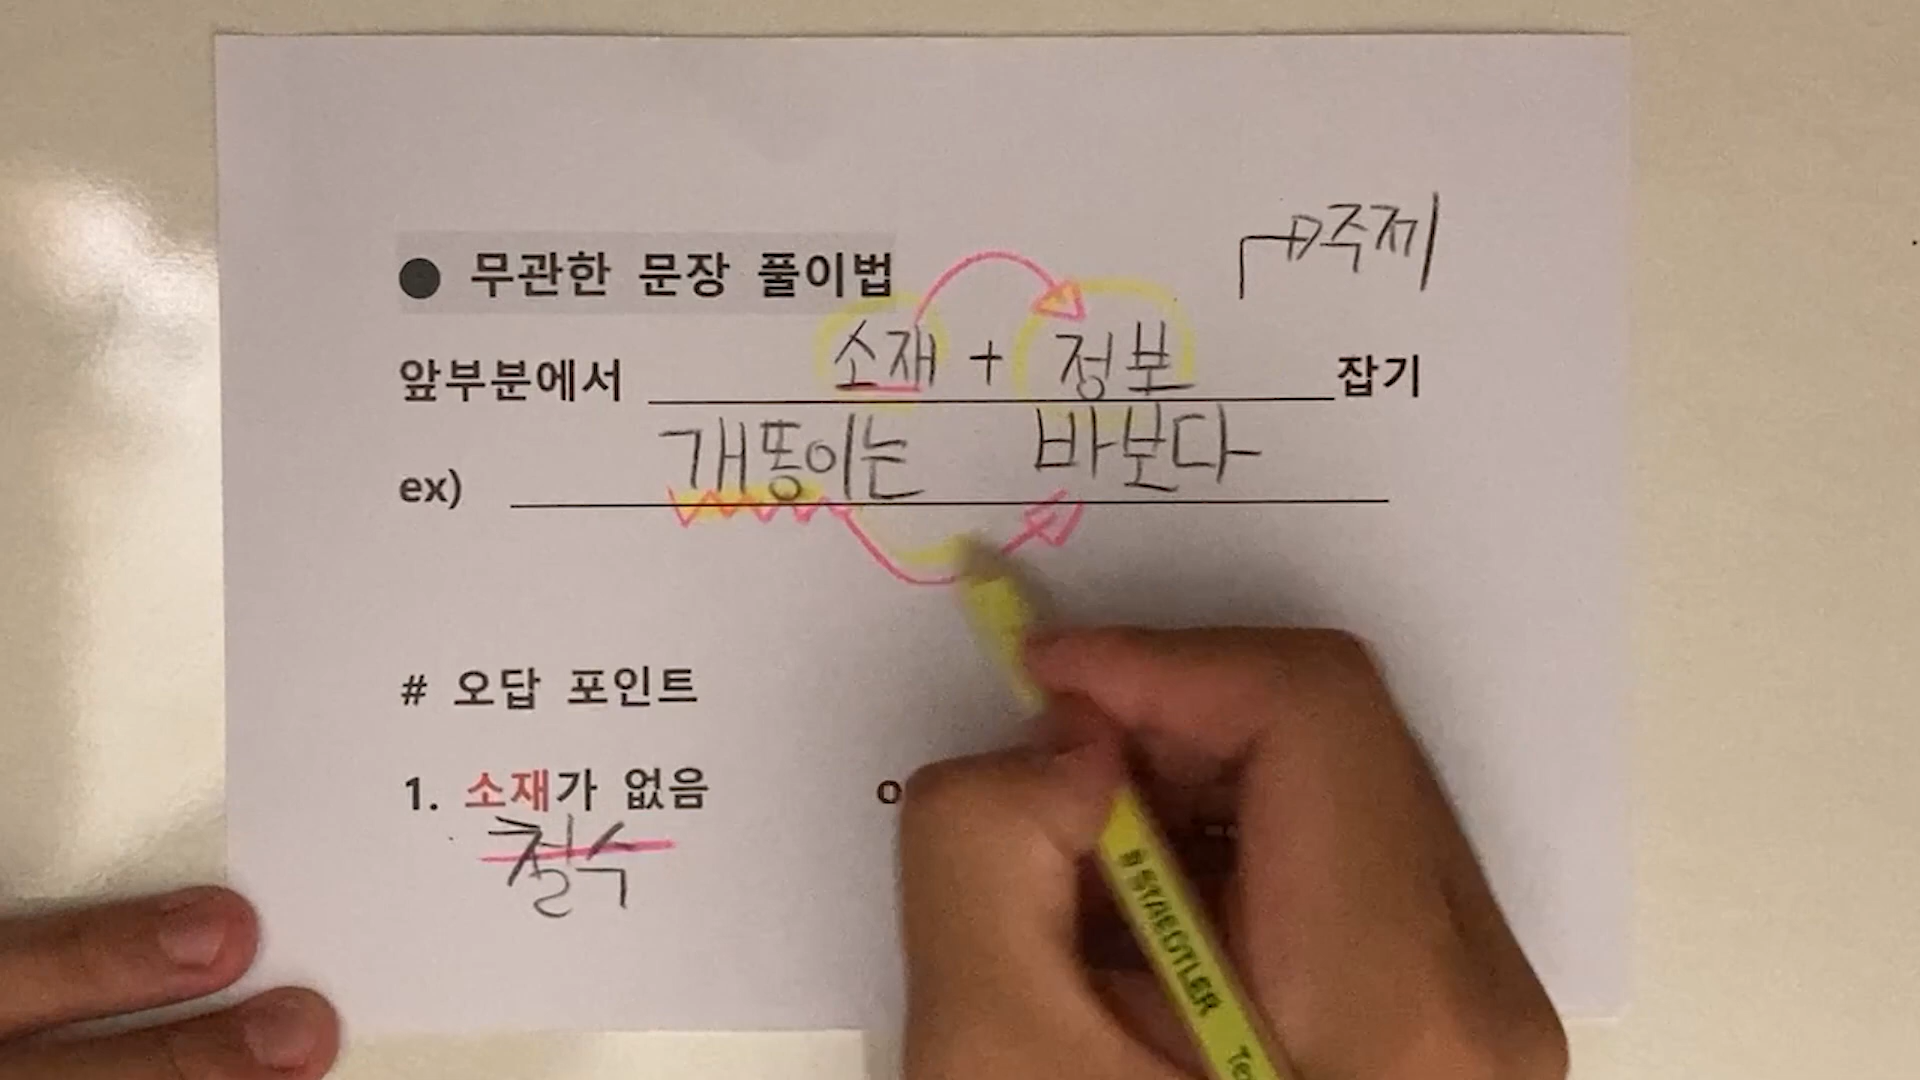 주제
● 무관한 문장 풀이법
소재 + 정보
앞부분에서 잡기
개똥이는 바보다
ex)
# 오답 포인트
1. 소재가 없음
철수
STAEDTLER